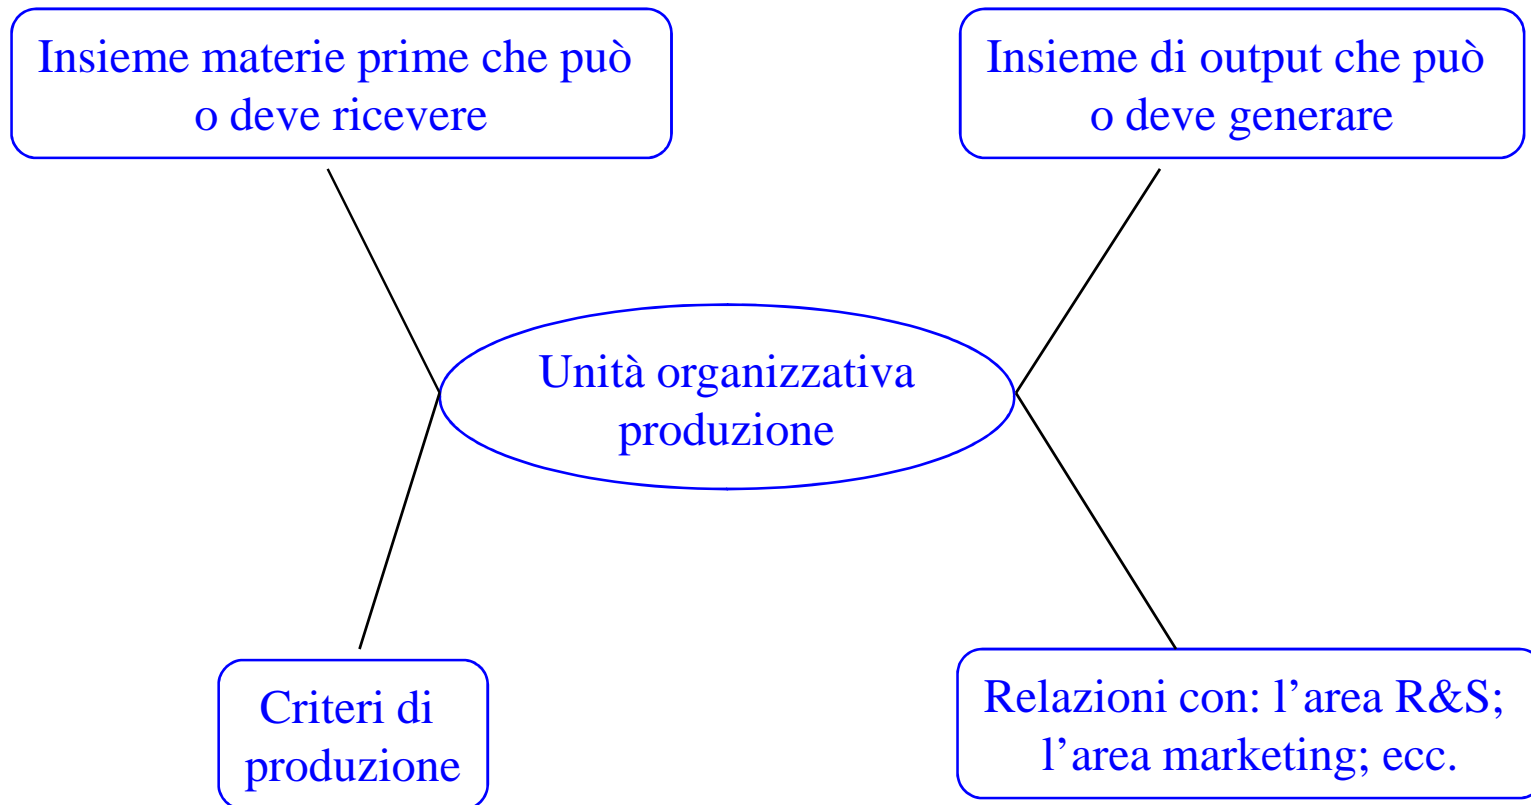 Insieme materie prime che può
o deve ricevere
Insieme di output che può
o deve generare
Unità organizzativa
produzione
Criteri di
produzione
Relazioni con: l’area R&S;
l’area marketing; ecc.